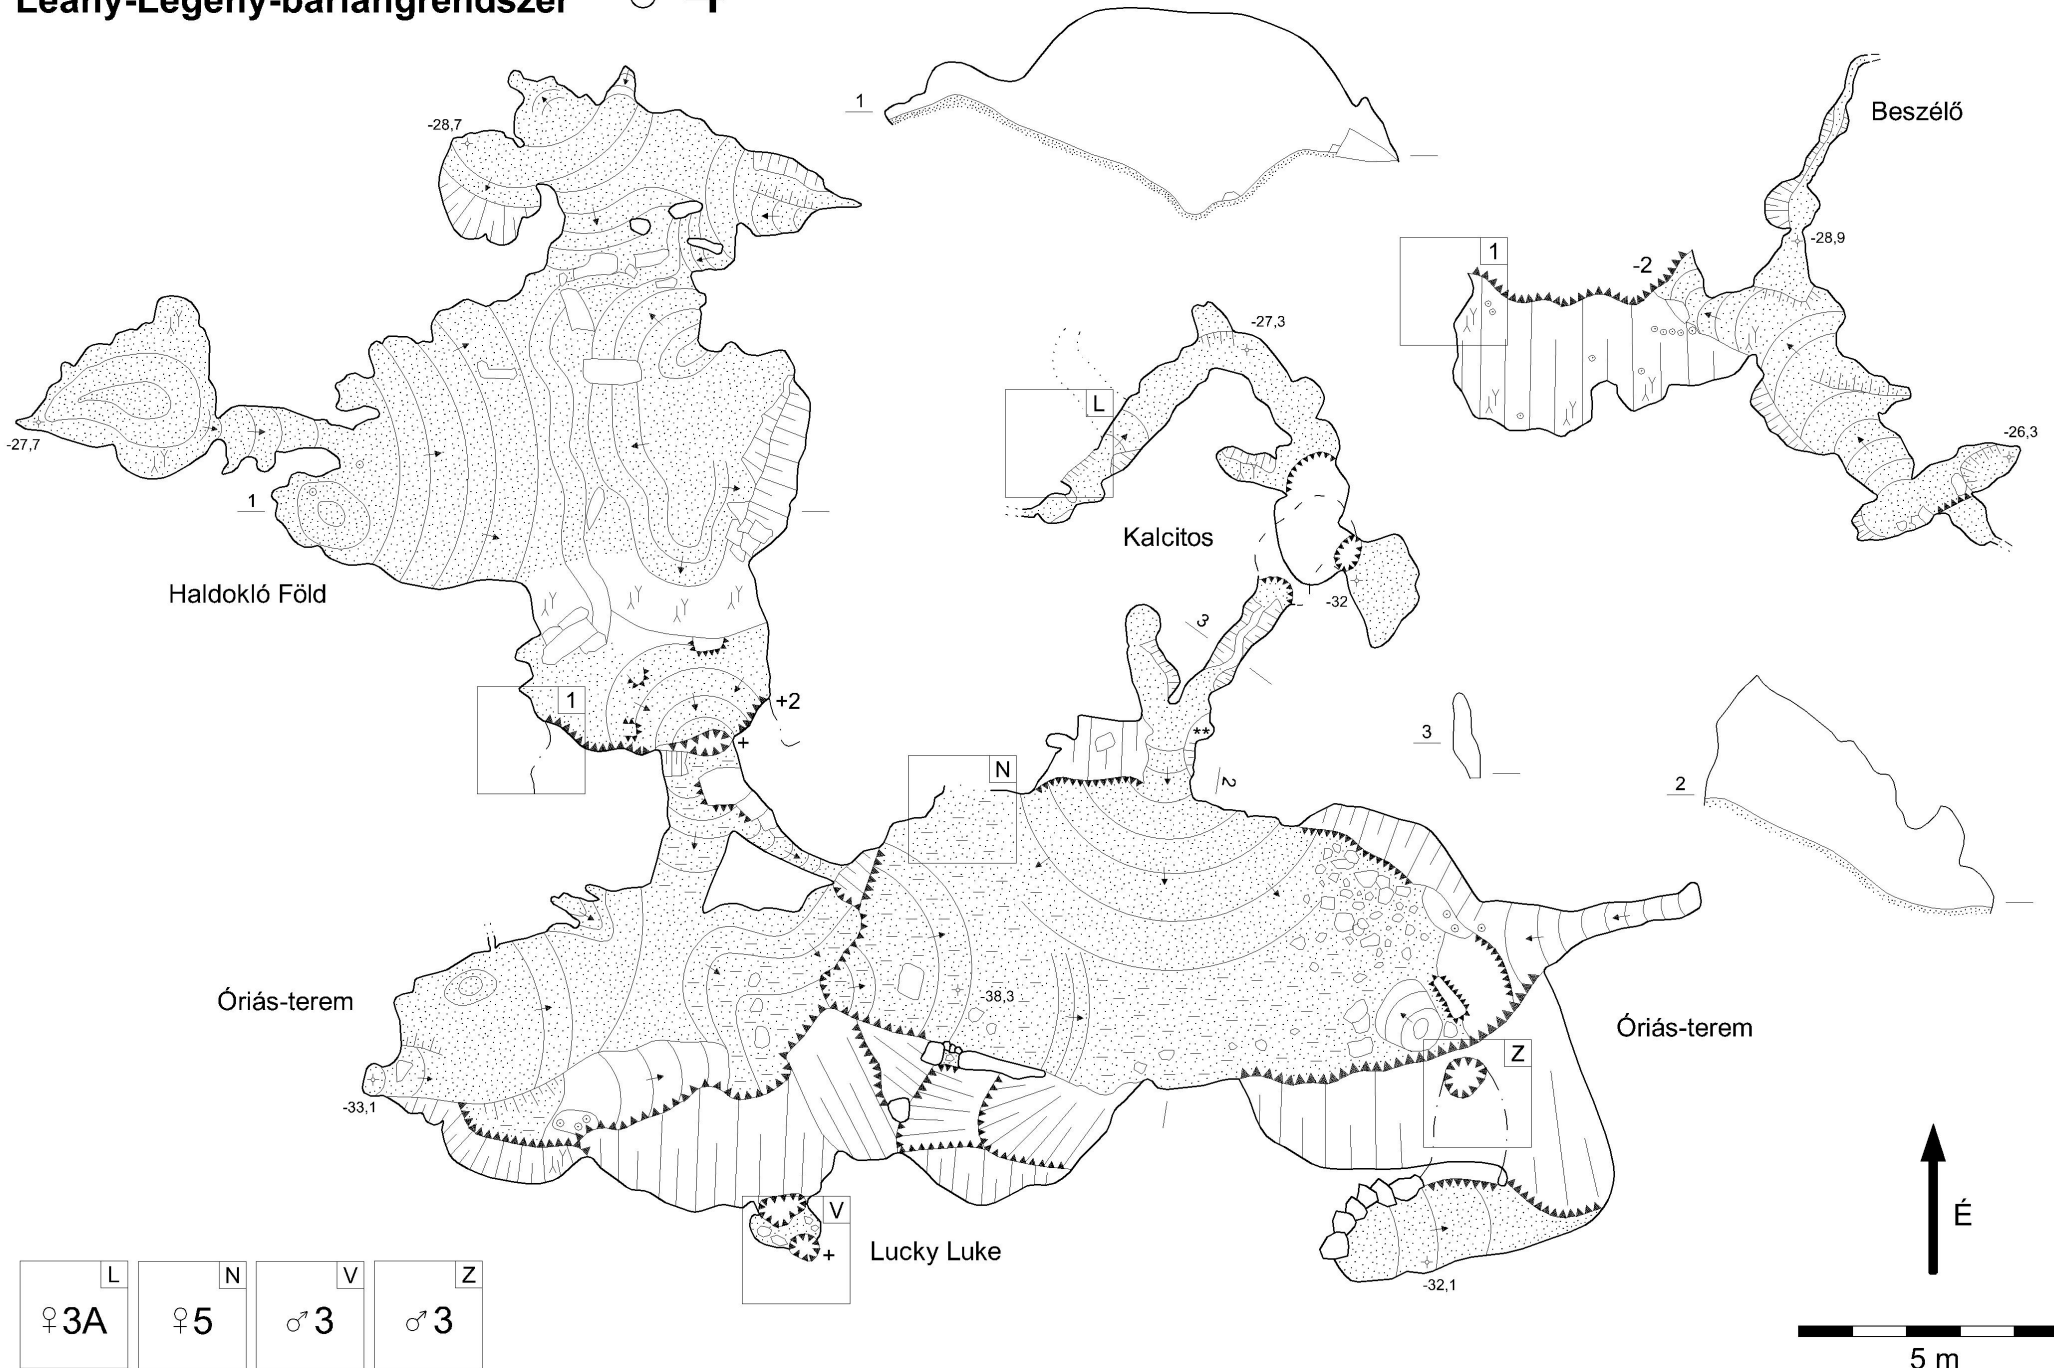 Leány-Legény-barlangrendszer
1
-28,7
Beszélő
-28,9
1
-2
-27,3
L
-27,7
-26,3
1
Kalcitos
Haldokló Föld
-32
3
1
+2
+
**
3
N
2
2
Óriás-terem
-38,3
Óriás-terem
Z
-33,1
V
É
Lucky Luke
+
-32,1
L
N
V
Z
♀3A
♀5
♂3
♂3
5 m